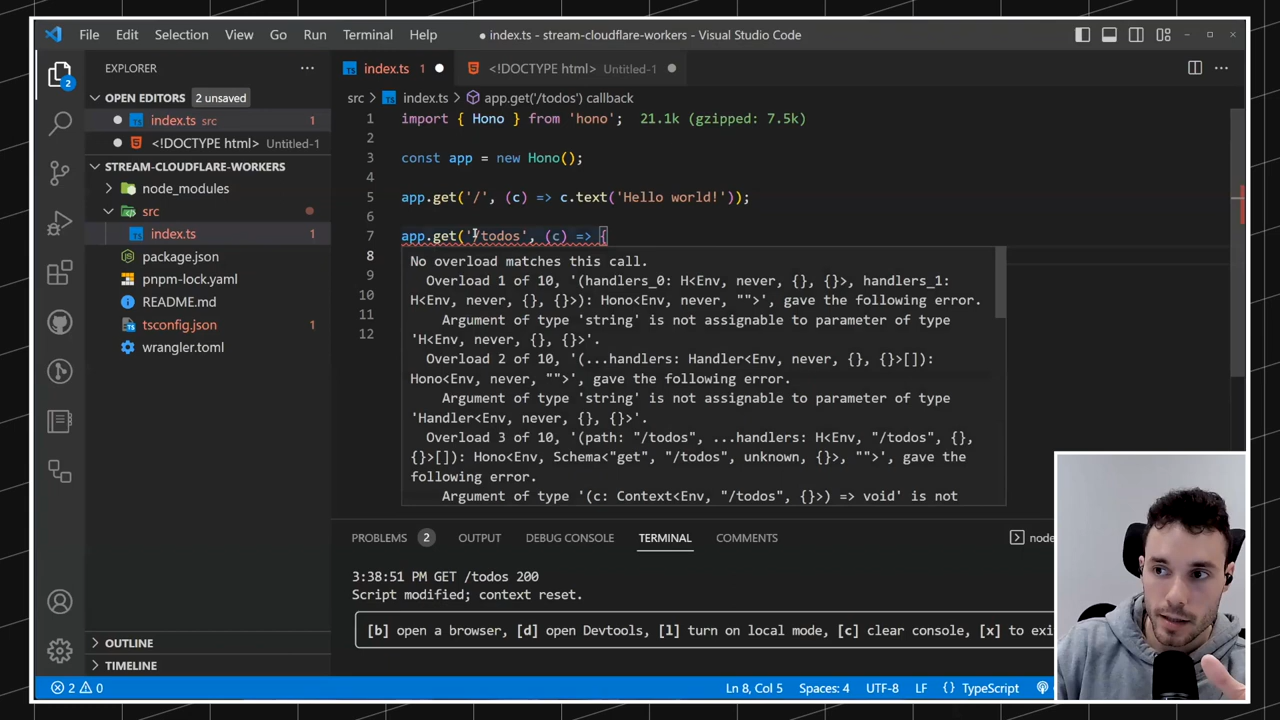 File Edit Selection View Go Run Terminal Help
● index.ts - stream-cloudflare-workers - Visual Studio Code
EXPLORER
OPEN EDITORS 2 unsaved
index.ts src 1
<!DOCTYPE html> Untitled-1
STREAM-CLOUDFLARE-WORKERS
node_modules
src
index.ts 1
package.json
pnpm-lock.yaml
README.md
tsconfig.json 1
wrangler.toml
OUTLINE
TIMELINE
2
index.ts 1
<!DOCTYPE html> Untitled-1
src > index.ts > app.get('/todos') callback
1 import { Hono } from 'hono'; 21.1k (gzipped: 7.5k)
2
3 const app = new Hono();
4
5 app.get('/', (c) => c.text('Hello world!'));
6
7 app.get('/todos', (c) => {
8
9
10
11
12
No overload matches this call.
Overload 1 of 10, '(handlers_0: H<Env, never, {}, {}>, handlers_1:
H<Env, never, {}, {}>): Hono<Env, never, "">', gave the following error.
Argument of type 'string' is not assignable to parameter of type
'H<Env, never, {}, {}>'.
Overload 2 of 10, '(...handlers: Handler<Env, never, {}, {}>[]):
Hono<Env, never, "">', gave the following error.
Argument of type 'string' is not assignable to parameter of type
'Handler<Env, never, {}, {}>'.
Overload 3 of 10, '(path: "/todos", ...handlers: H<Env, "/todos", {},
{}>[]): Hono<Env, Schema<"get", "/todos", unknown, {}>, "">', gave the
following error.
Argument of type '(c: Context<Env, "/todos", {}>) => void' is not
PROBLEMS 2 OUTPUT DEBUG CONSOLE TERMINAL COMMENTS
node
3:38:51 PM GET /todos 200
Script modified; context reset.
[b] open a browser, [d] open Devtools, [l] turn on local mode, [c] clear console, [x] to exi
2 0 Ln 8, Col 5 Spaces: 4 UTF-8 LF {} TypeScript